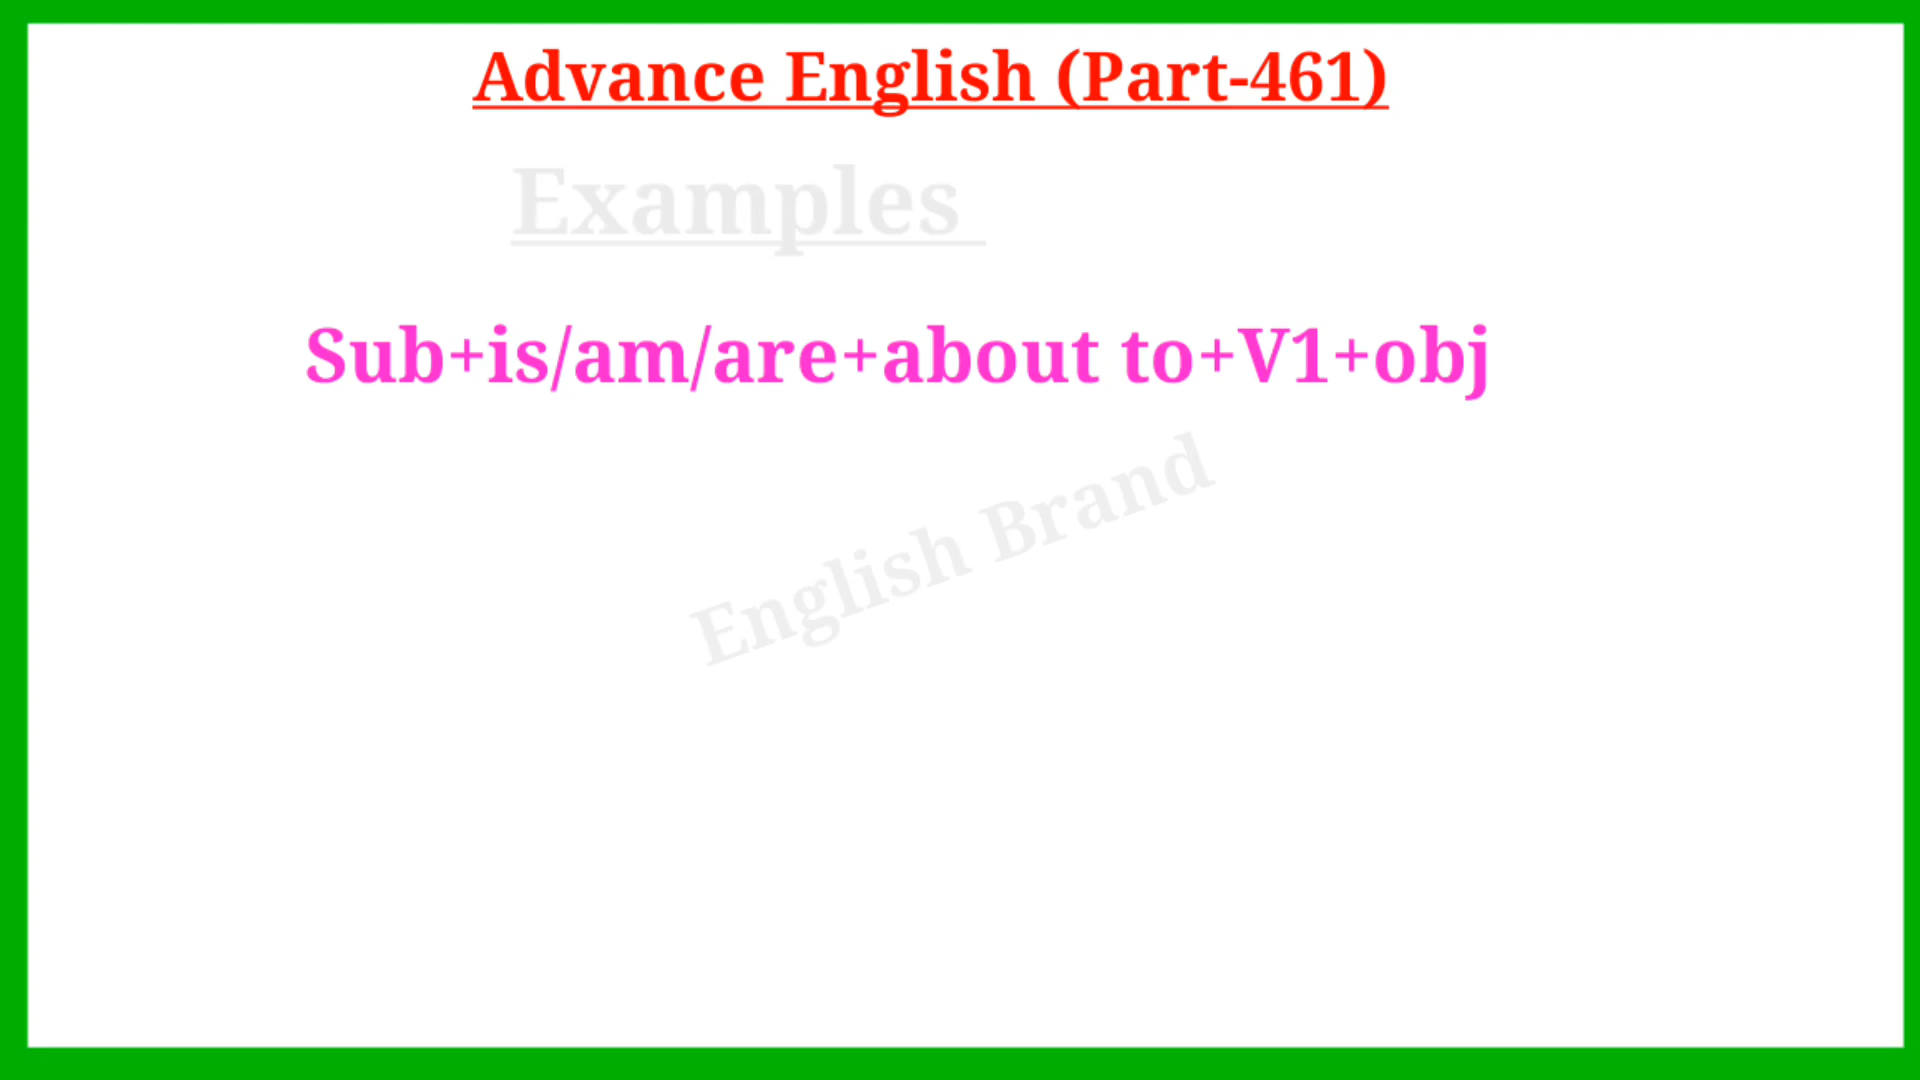 Advance English (Part-461)
Examples
Sub+is/am/are+about to+V1+obj
English Brand